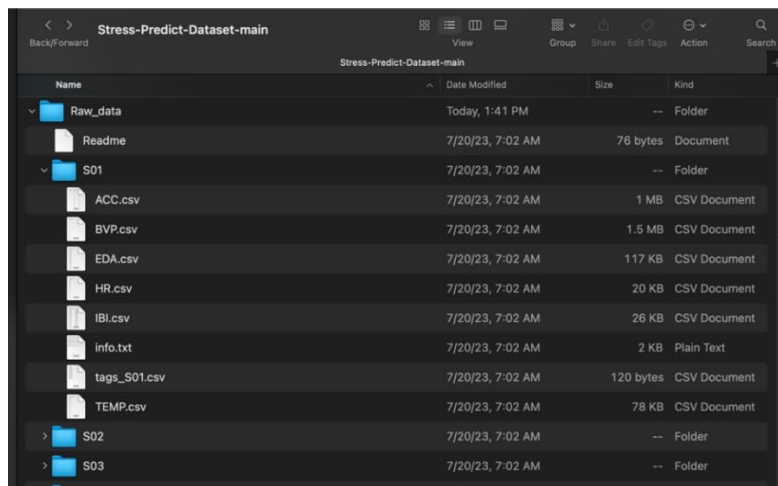 Stress-Predict-Dataset-main
Back/Forward View Group Share Edit Tags Action Search
Stress-Predict-Dataset-main
Name Date Modified Size Kind
Raw_data Today, 1:41 PM -- Folder
Readme 7/20/23, 7:02 AM 76 bytes Document
S01 7/20/23, 7:02 AM -- Folder
ACC.csv 7/20/23, 7:02 AM 1 MB CSV Document
BVP.csv 7/20/23, 7:02 AM 1.5 MB CSV Document
EDA.csv 7/20/23, 7:02 AM 117 KB CSV Document
HR.csv 7/20/23, 7:02 AM 20 KB CSV Document
IBI.csv 7/20/23, 7:02 AM 26 KB CSV Document
info.txt 7/20/23, 7:02 AM 2 KB Plain Text
tags_S01.csv 7/20/23, 7:02 AM 120 bytes CSV Document
TEMP.csv 7/20/23, 7:02 AM 78 KB CSV Document
S02 7/20/23, 7:02 AM -- Folder
S03 7/20/23, 7:02 AM -- Folder